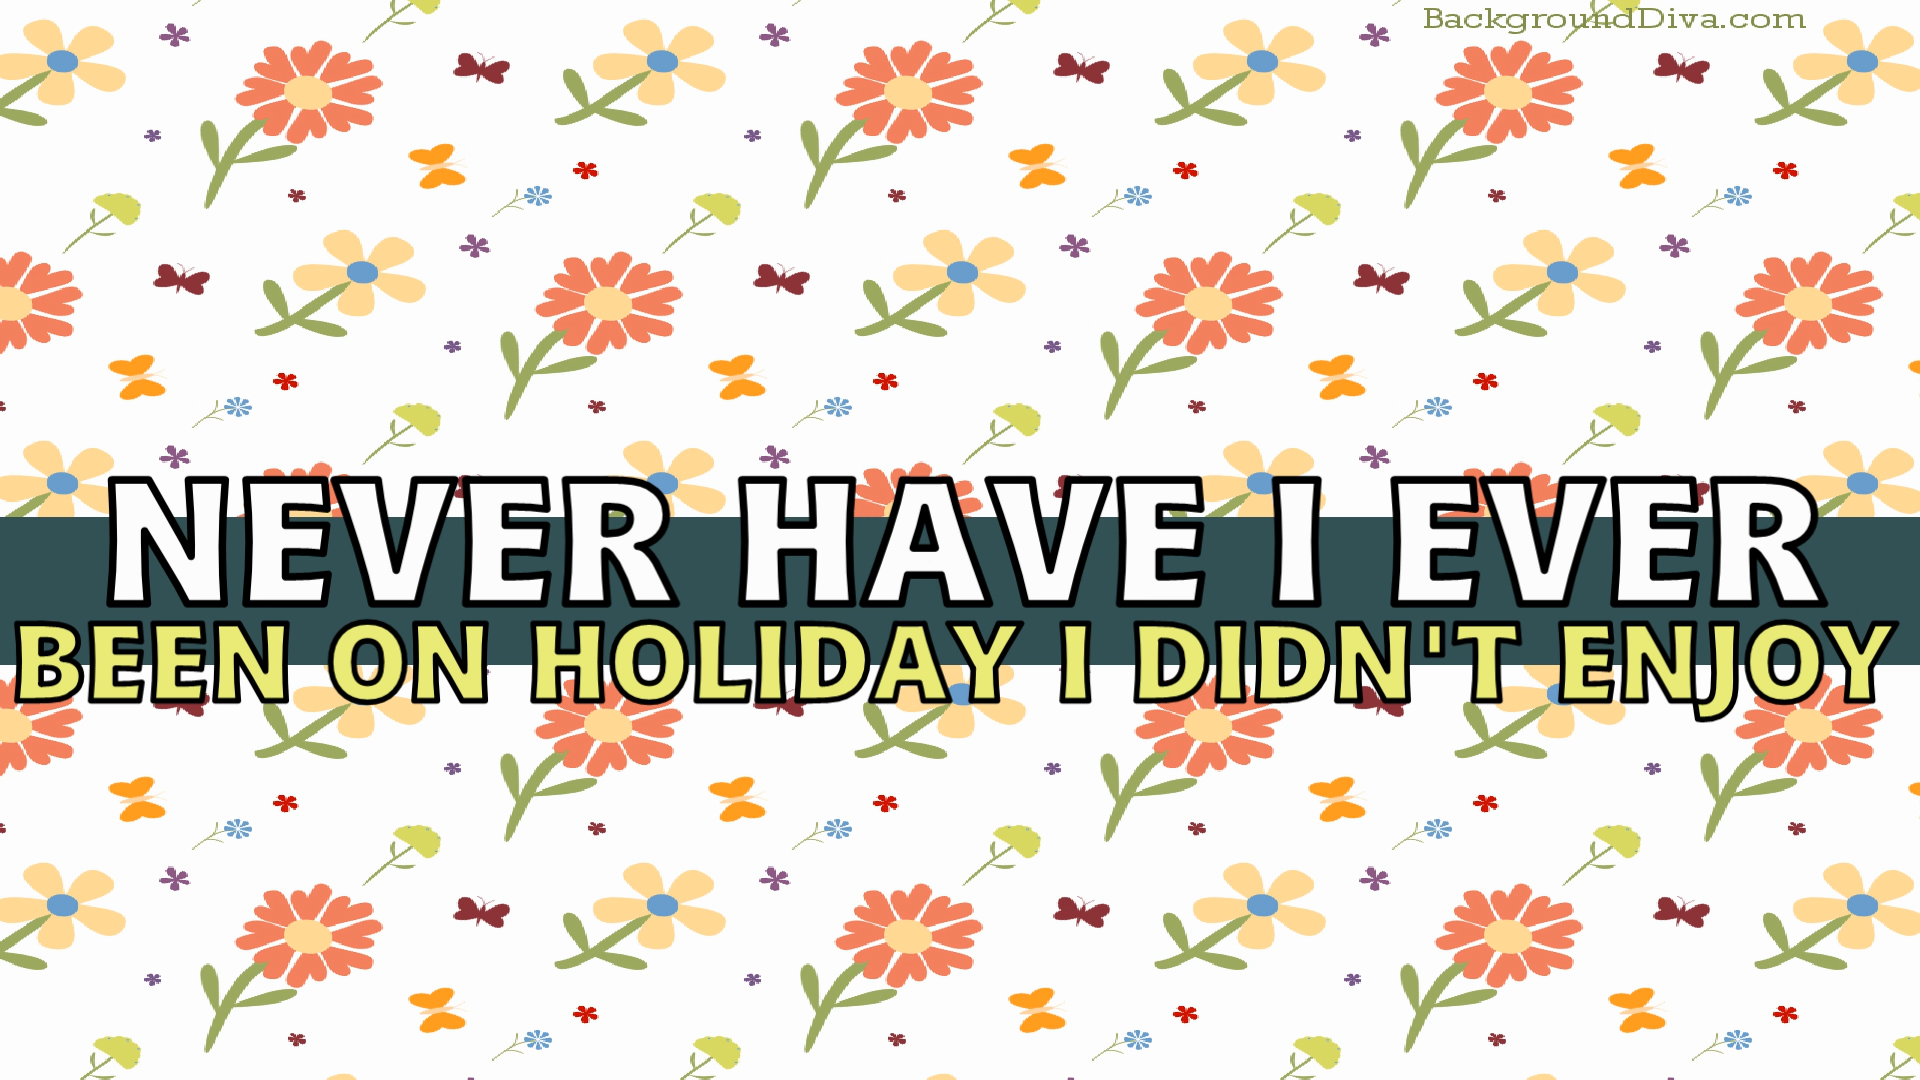 BackgroundDiva.com
NEVER HAVE I EVER
BEEN ON HOLIDAY I DIDN'T ENJOY